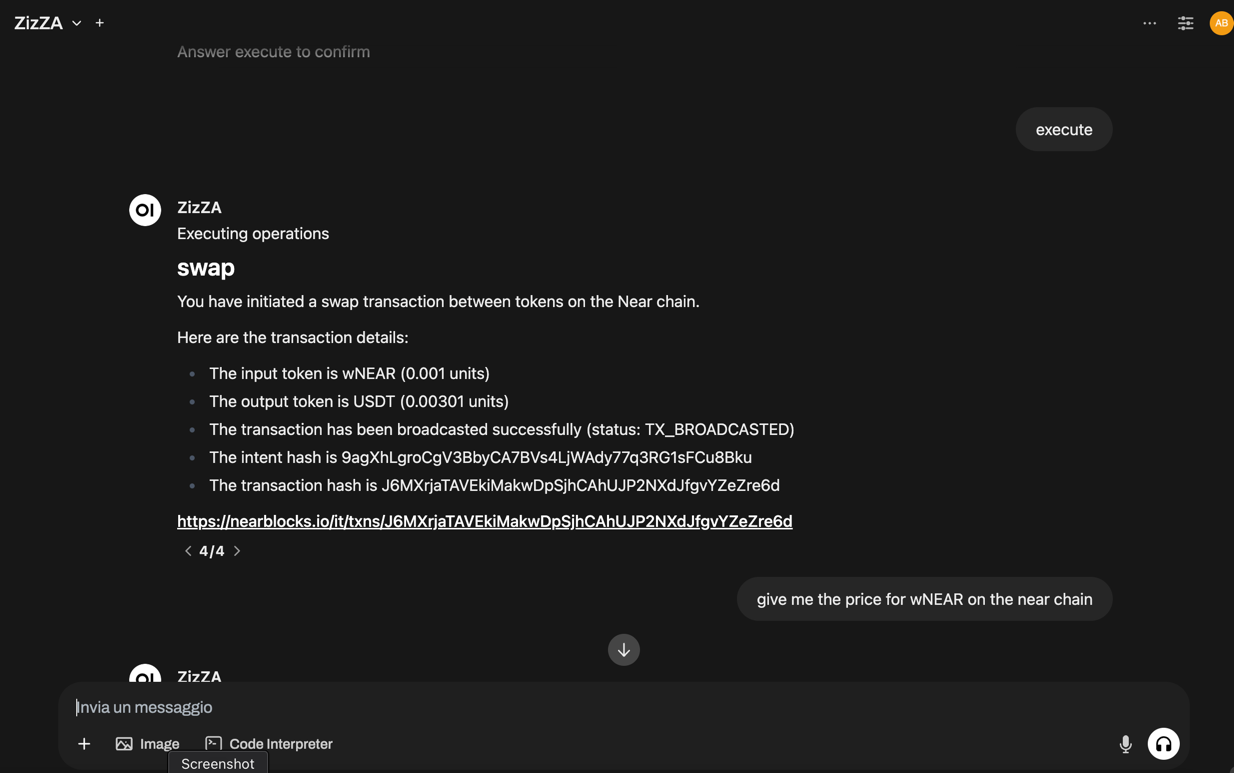 ZizZA
AB
Answer execute to confirm
execute
OI
ZizZA
Executing operations
swap
You have initiated a swap transaction between tokens on the Near chain.
Here are the transaction details:
The input token is wNEAR (0.001 units)
The output token is USDT (0.00301 units)
The transaction has been broadcasted successfully (status: TX_BROADCASTED)
The intent hash is 9agXhLgroCgV3BbyCA7BVs4LjWAdy77q3RG1sFCu8Bku
The transaction hash is J6MXrjaTAVEkiMakwDpSjhCAhUJP2NXdJfgvYZeZre6d
https://nearblocks.io/it/txns/J6MXrjaTAVEkiMakwDpSjhCAhUJP2NXdJfgvYZeZre6d
4/4
give me the price for wNEAR on the near chain
OI
ZizZA
Invia un messaggio
Image
Code Interpreter
Screenshot